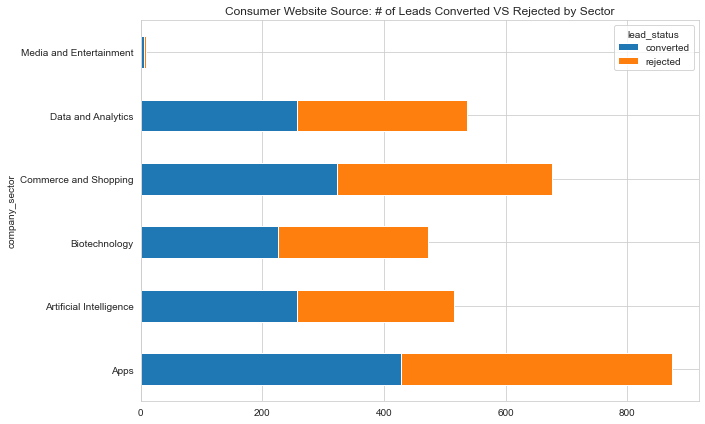 Consumer Website Source: # of Leads Converted VS Rejected by Sector
lead_status
converted
rejected
company_sector
Media and Entertainment
Data and Analytics
Commerce and Shopping
Biotechnology
Artificial Intelligence
Apps
0 200 400 600 800